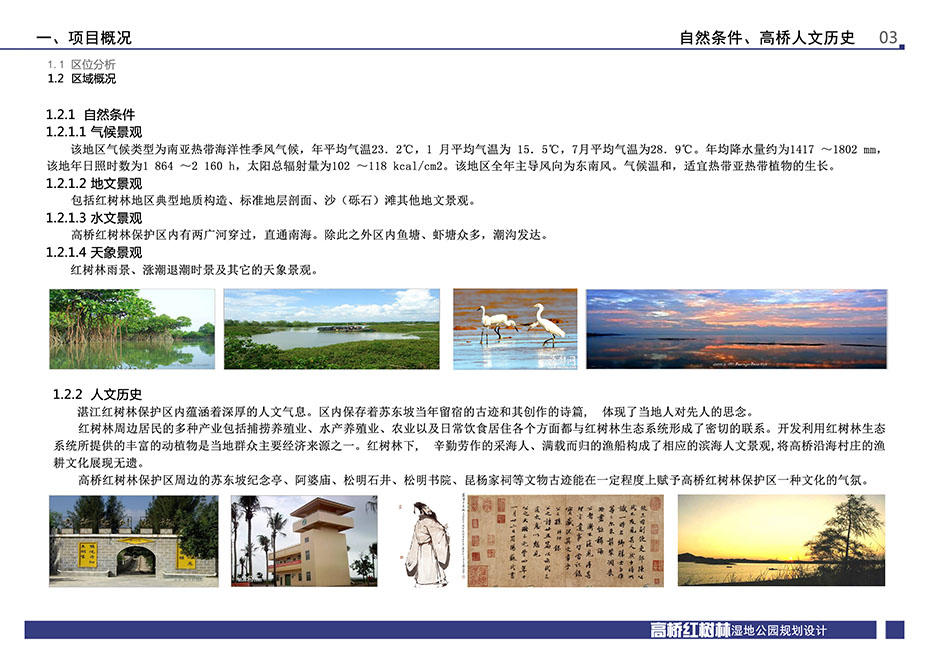 一、项目概况
自然条件、高桥人文历史 03
1.1 区位分析
1.2 区域概况
1.2.1 自然条件
1.2.1.1 气候景观
该地区气候类型为南亚热带海洋性季风气候，年平均气温23．2℃，1 月平均气温为 15．5℃，7月平均气温为28．9℃。年均降水量约为1417 ～1802 mm，
该地年日照时数为1 864 ～2 160 h，太阳总辐射量为102 ～118 kcal/cm2。该地区全年主导风向为东南风。气候温和，适宜热带亚热带植物的生长。
1.2.1.2 地文景观
包括红树林地区典型地质构造、标准地层剖面、沙（砾石）滩其他地文景观。
1.2.1.3 水文景观
高桥红树林保护区内有两广河穿过，直通南海。除此之外区内鱼塘、虾塘众多，潮沟发达。
1.2.1.4 天象景观
红树林雨景、涨潮退潮时景及其它的天象景观。
1.2.2 人文历史
湛江红树林保护区内蕴涵着深厚的人文气息。区内保存着苏东坡当年留宿的古迹和其创作的诗篇， 体现了当地人对先人的思念。
红树林周边居民的多种产业包括捕捞养殖业、水产养殖业、农业以及日常饮食居住各个方面都与红树林生态系统形成了密切的联系。开发利用红树林生态
系统所提供的丰富的动植物是当地群众主要经济来源之一。红树林下， 辛勤劳作的采海人、满载而归的渔船构成了相应的滨海人文景观,将高桥沿海村庄的渔
耕文化展现无遗。
高桥红树林保护区周边的苏东坡纪念亭、阿婆庙、松明石井、松明书院、昆杨家祠等文物古迹能在一定程度上赋予高桥红树林保护区一种文化的气氛。
高桥红树林湿地公园规划设计